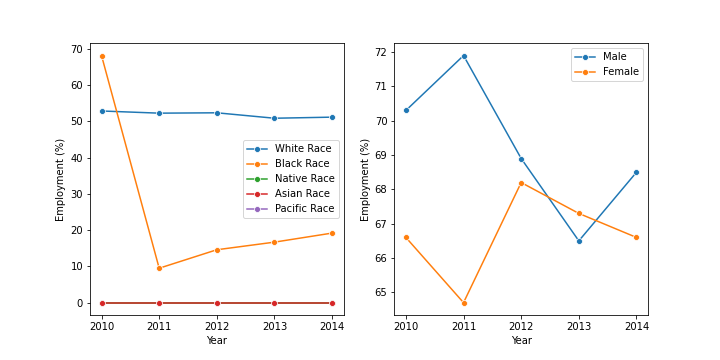 70
60
50
40
30
20
10
0
Employment (%)
2010 2011 2012 2013 2014
Year
White Race
Black Race
Native Race
Asian Race
Pacific Race
72
71
70
69
68
67
66
65
Employment (%)
2010 2011 2012 2013 2014
Year
Male
Female